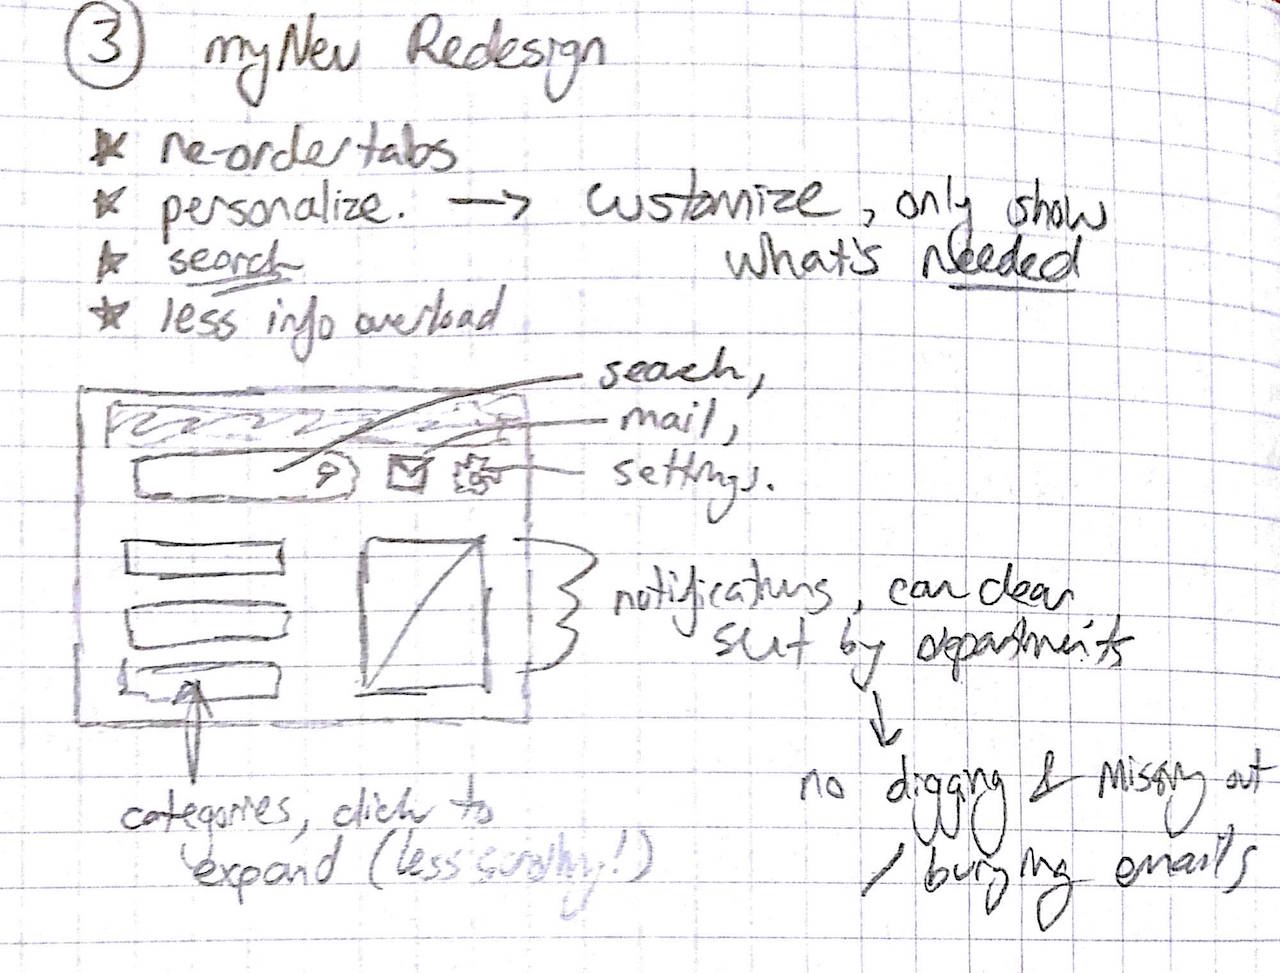 3 myNEU Redesign
★ re-order tabs
★ personalize. → customize, only show
what's needed
★ search
★ less info overload
search,
mail,
settings.
notifications, can clear
sort by departments
↓
no digging & missing out
/ burying emails
categories, click to
expand (less scrolling!)